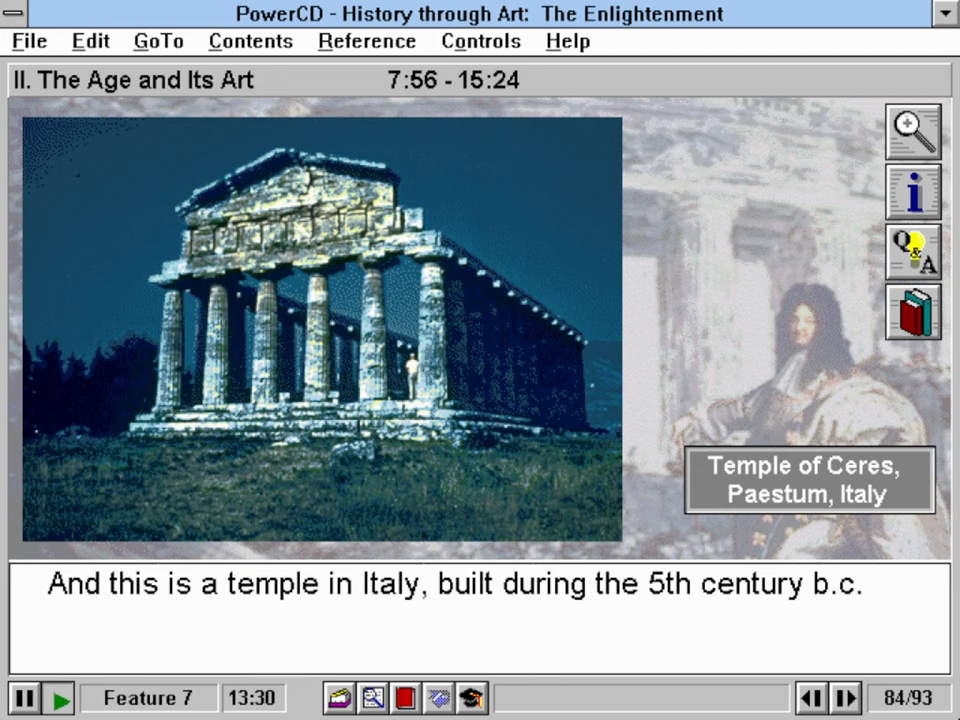 PowerCD - History through Art:  The Enlightenment
File Edit GoTo Contents Reference Controls Help
II. The Age and Its Art 7:56 - 15:24
i
Q & A
Temple of Ceres,
Paestum, Italy
And this is a temple in Italy, built during the 5th century b.c.
Feature 7 13:30 84/93